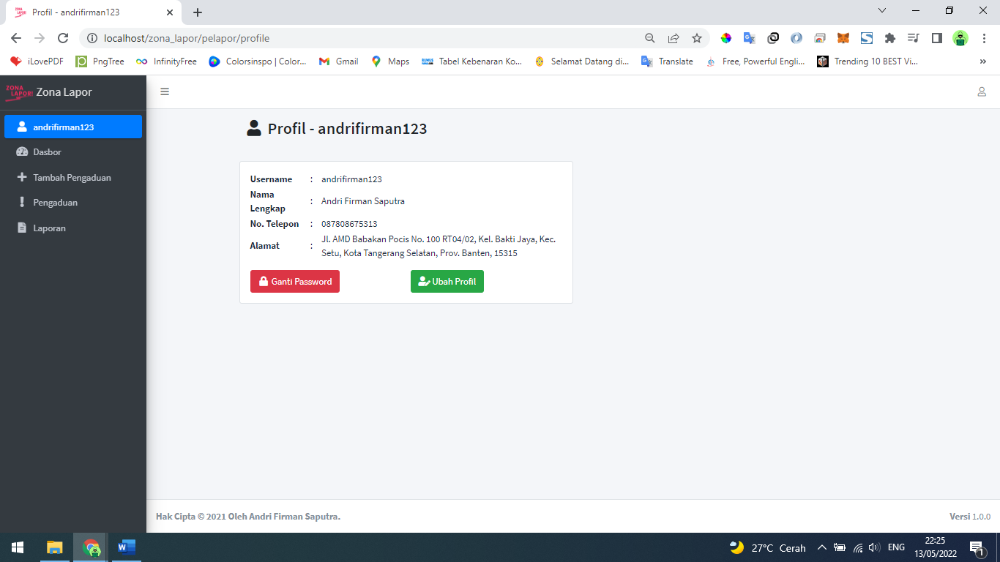 Profil - andrifirman123
localhost/zona_lapor/pelapor/profile
iLovePDF PngTree InfinityFree Colorsinspo | Color... Gmail Maps Tabel Kebenaran Ko... Selamat Datang di... Translate Free, Powerful Engli... Trending 10 BEST Vi... »
ZONA LAPOR! Zona Lapor
andrifirman123
Dasbor
Tambah Pengaduan
Pengaduan
Laporan
Profil - andrifirman123
Username : andrifirman123
Nama Lengkap : Andri Firman Saputra
No. Telepon : 087808675313
Alamat : Jl. AMD Babakan Pocis No. 100 RT04/02, Kel. Bakti Jaya, Kec.
Setu, Kota Tangerang Selatan, Prov. Banten, 15315
Ganti Password Ubah Profil
Hak Cipta © 2021 Oleh Andri Firman Saputra. Versi 1.0.0
27°C Cerah ENG 22:25
13/05/2022 1